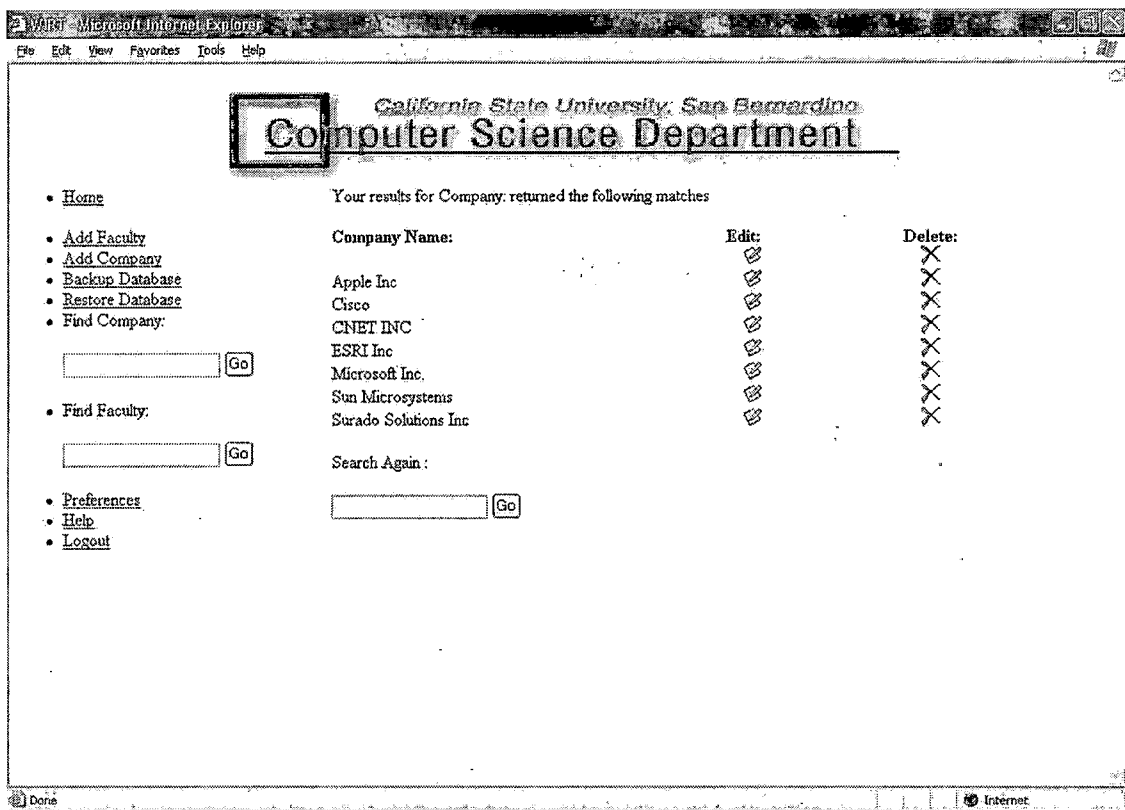 WIRT - Microsoft Internet Explorer
File Edit View Favorites Tools Help
California State University: San Bernardino
Computer Science Department
Home
Your results for Company: returned the following matches
Add Faculty
Add Company
Backup Database
Restore Database
Find Company:
Go
Find Faculty:
Go
Preferences
Help
Logout
Company Name: Edit: Delete:
Apple Inc
Cisco
CNET INC
ESRI Inc
Microsoft Inc.
Sun Microsystems
Surado Solutions Inc
Search Again :
Go
Done Internet